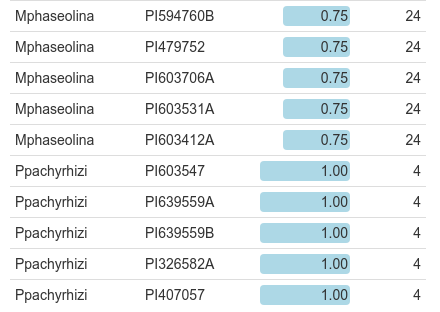 Mphaseolina PI594760B 0.75 24
Mphaseolina PI479752 0.75 24
Mphaseolina PI603706A 0.75 24
Mphaseolina PI603531A 0.75 24
Mphaseolina PI603412A 0.75 24
Ppachyrhizi PI603547 1.00 4
Ppachyrhizi PI639559A 1.00 4
Ppachyrhizi PI639559B 1.00 4
Ppachyrhizi PI326582A 1.00 4
Ppachyrhizi PI407057 1.00 4